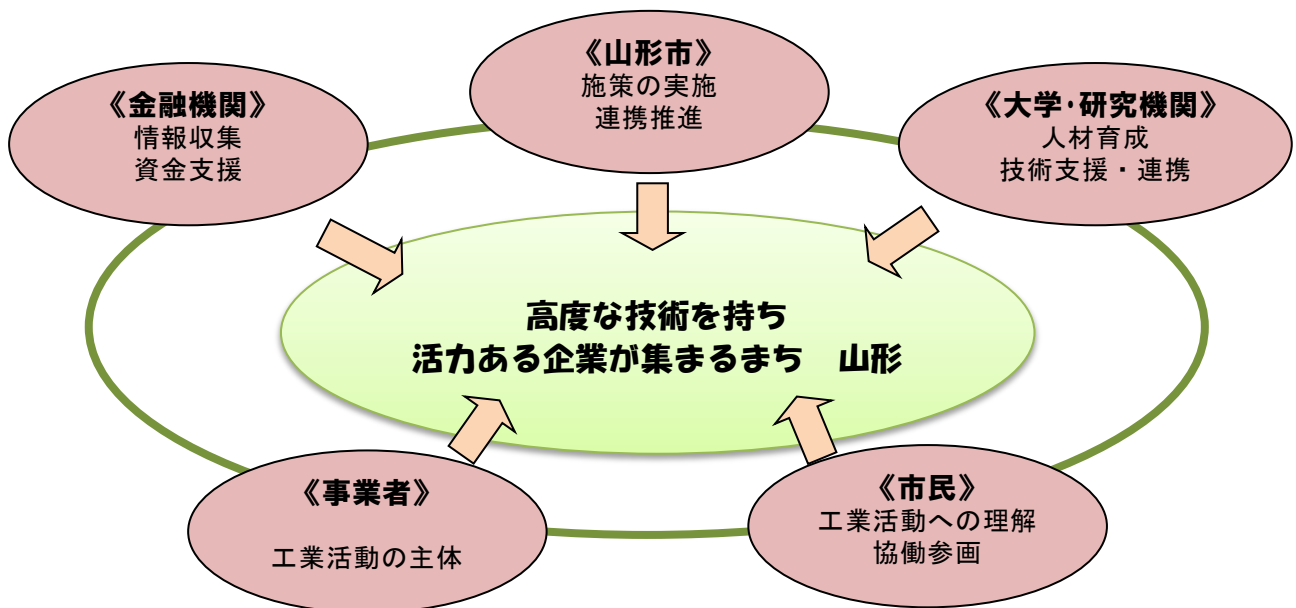 《山形市》
施策の実施
連携推進
《金融機関》
情報収集
資金支援
《大学・研究機関》
人材育成
技術支援・連携
高度な技術を持ち
活力ある企業が集まるまち　山形
《事業者》
工業活動の主体
《市民》
工業活動への理解
協働参画